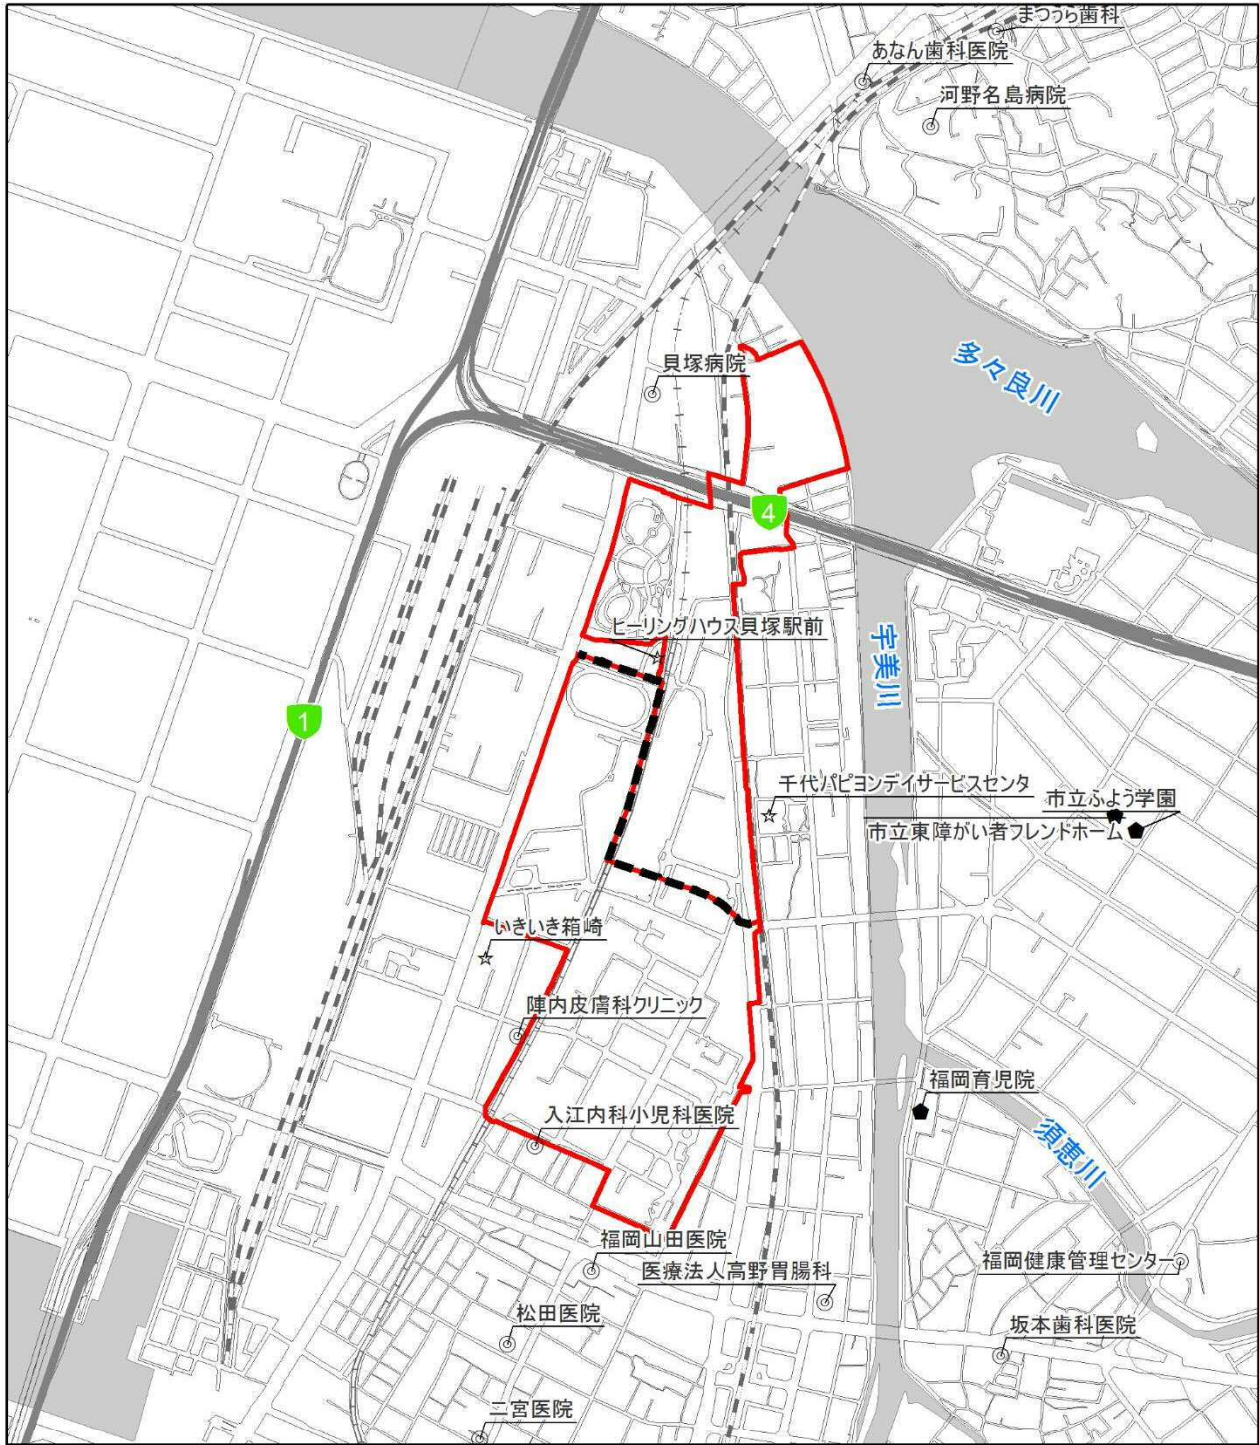 まつうら歯科
あなん歯科医院
河野名島病院
貝塚病院
多々良川
4
ヒーリングハウス貝塚駅前
宇美川
1
千代パピヨンデイサービスセンタ
市立ふよう学園
市立東障がい者フレンドホーム
いきいき箱崎
陣内皮膚科クリニック
福岡育児院
入江内科小児科医院
須恵川
福岡山田医院
医療法人高野胃腸科
福岡健康管理センター
松田医院
坂本歯科医院
二宮医院